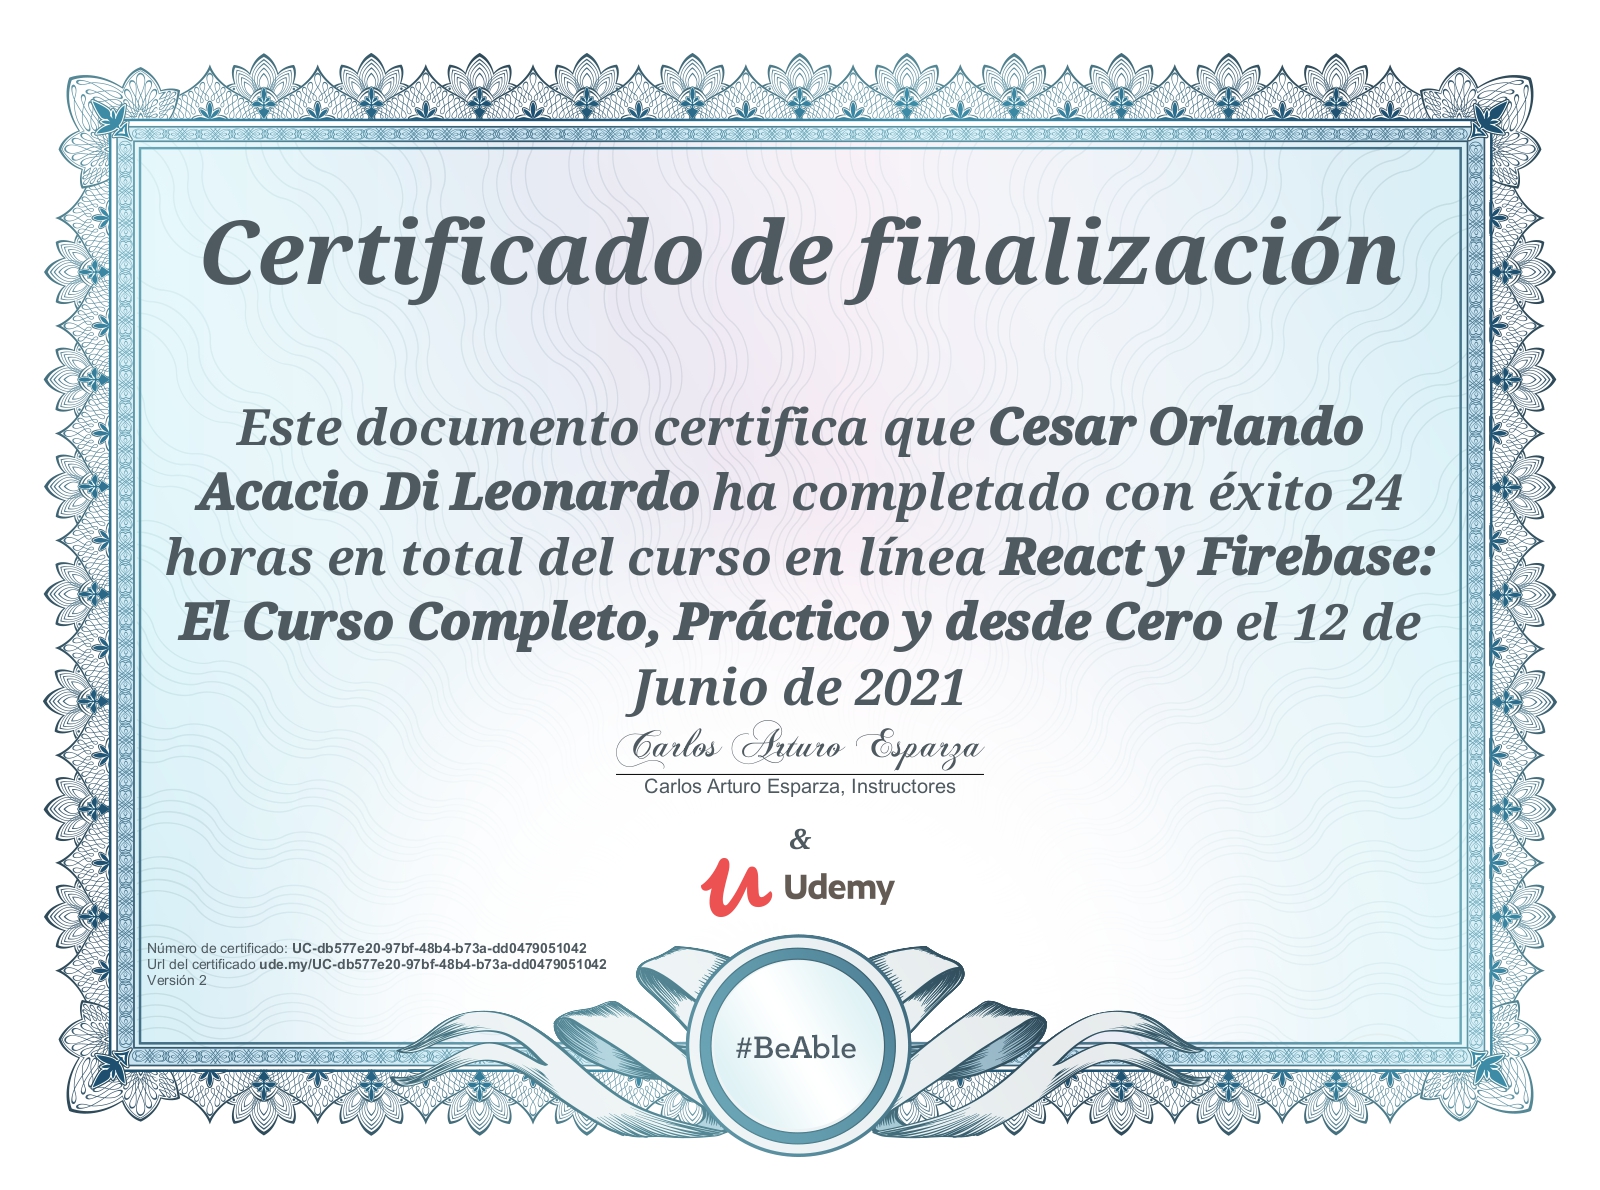 Certificado de finalización
Este documento certifica que Cesar Orlando
Acacio Di Leonardo ha completado con éxito 24
horas en total del curso en línea React y Firebase:
El Curso Completo, Práctico y desde Cero el 12 de
Junio de 2021
Carlos Arturo Esparza
Carlos Arturo Esparza, Instructores
&
Udemy
Número de certificado: UC-db577e20-97bf-48b4-b73a-dd0479051042
Url del certificado ude.my/UC-db577e20-97bf-48b4-b73a-dd0479051042
Versión 2
#BeAble